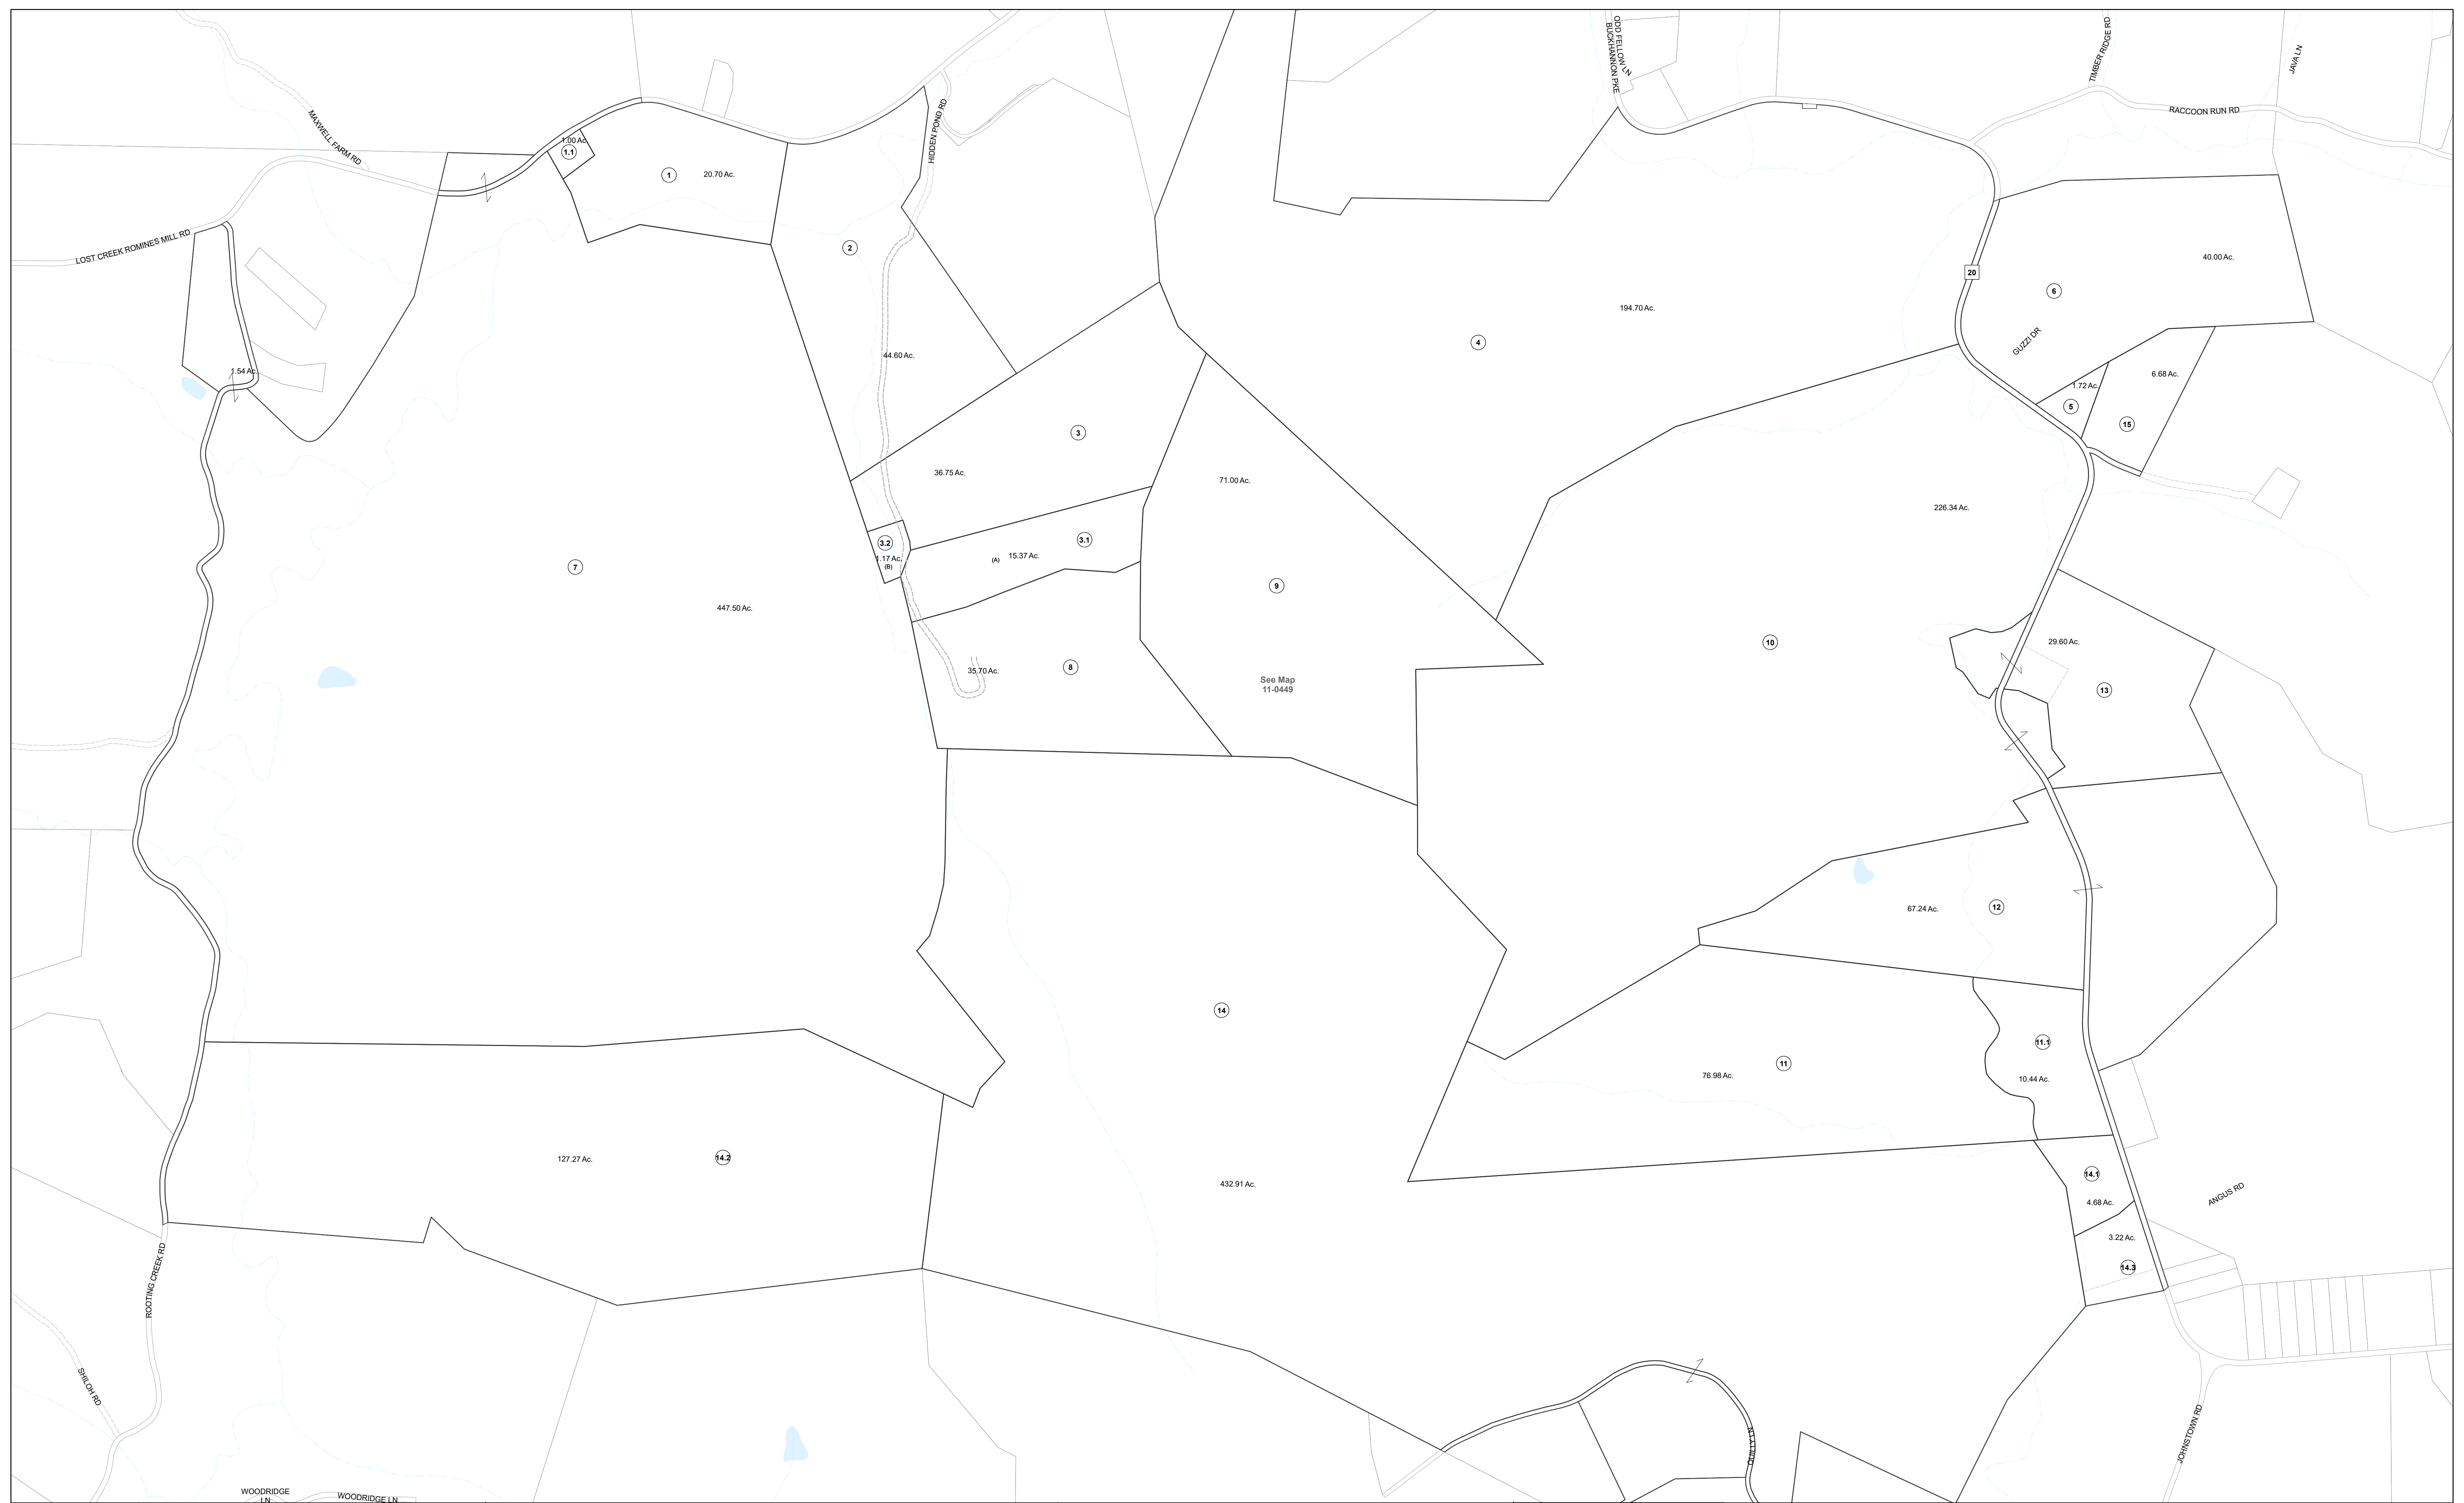 ODD FELLOW LN
BUCKHANNON PIKE
TIMBER RIDGE RD
JAVA LN
RACCOON RUN RD
MAXWELL FARM RD
HIDDEN POND RD
1.00 Ac.
1.1
1
20.70 Ac.
LOST CREEK ROMINES MILL RD
2
40.00 Ac.
20
6
194.70 Ac.
4
GUZZI DR
44.60 Ac.
1.54 Ac.
6.68 Ac.
1.72 Ac.
5
15
3
36.75 Ac.
71.00 Ac.
226.34 Ac.
3.2
1.17 Ac.
(B)
3.1
(A)
15.37 Ac.
7
9
447.50 Ac.
10
29.60 Ac.
8
35.70 Ac.
See Map
11-0449
13
67.24 Ac.
12
14
11.1
11
76.98 Ac.
10.44 Ac.
127.27 Ac.
14.2
432.91 Ac.
14.1
4.68 Ac.
ANGUS RD
3.22 Ac.
14.3
ROOTING CREEK RD
SHILOH RD
QUIET LN
JOHNSTOWN RD
WOODRIDGE
LN
WOODRIDGE LN